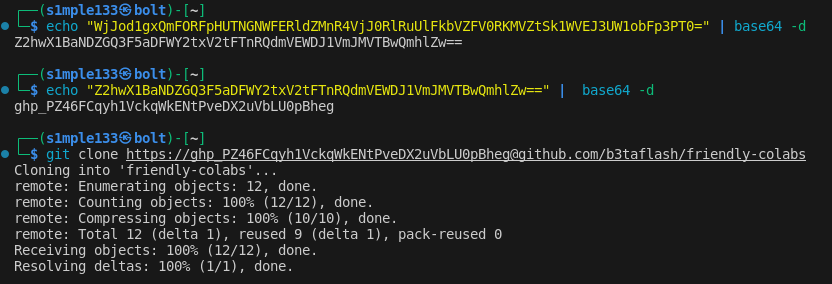 ┌──(s1mple133㉿bolt)-[~]
└─$ echo "WjJod1gxQmFORFpHUTNGNWFERldZMnR4VjJ0RlRuUlFkbVZFV0RKMVZtSk1WVEJ3UW1obFp3PT0=" | base64 -d
Z2hwX1BaNDZGQ3F5aDFWY2txV2tFTnRQdmVEWDJ1VmJMVTBwQmhlZw==
┌──(s1mple133㉿bolt)-[~]
└─$ echo "Z2hwX1BaNDZGQ3F5aDFWY2txV2tFTnRQdmVEWDJ1VmJMVTBwQmhlZw==" |  base64 -d
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
┌──(s1mple133㉿bolt)-[~]
└─$ git clone https://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@github.com/b3taflash/friendly-colabs
Cloning into 'friendly-colabs'...
remote: Enumerating objects: 12, done.
remote: Counting objects: 100% (12/12), done.
remote: Compressing objects: 100% (10/10), done.
remote: Total 12 (delta 1), reused 9 (delta 1), pack-reused 0
Receiving objects: 100% (12/12), done.
Resolving deltas: 100% (1/1), done.